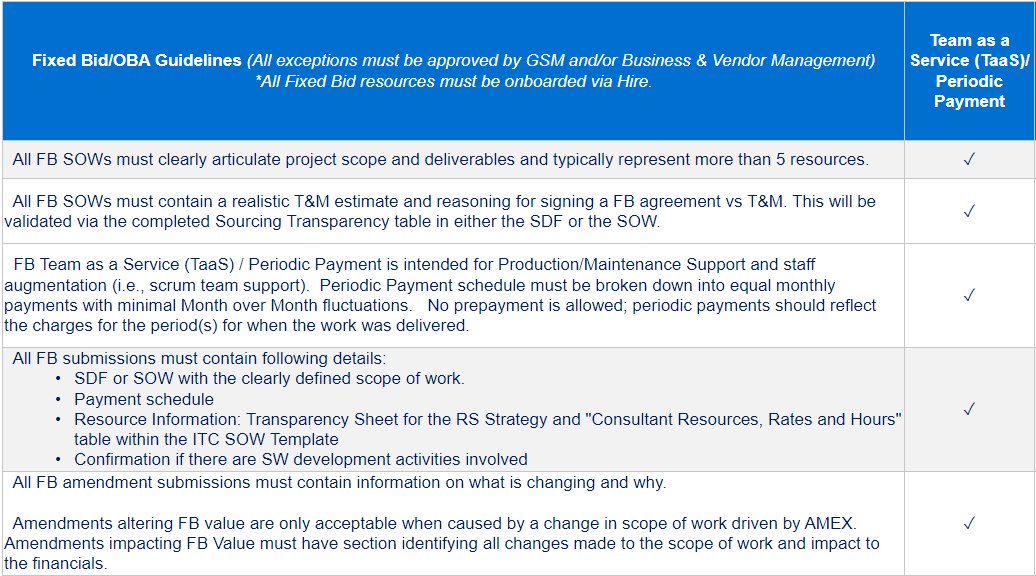 Fixed Bid/OBA Guidelines (All exceptions must be approved by GSM and/or Business & Vendor Management)
*All Fixed Bid resources must be onboarded via Hire.
Team as a
Service (TaaS)/
Periodic
Payment
All FB SOWs must clearly articulate project scope and deliverables and typically represent more than 5 resources.
✓
All FB SOWs must contain a realistic T&M estimate and reasoning for signing a FB agreement vs T&M. This will be
validated via the completed Sourcing Transparency table in either the SDF or the SOW.
✓
FB Team as a Service (TaaS) / Periodic Payment is intended for Production/Maintenance Support and staff
augmentation (i.e., scrum team support). Periodic Payment schedule must be broken down into equal monthly
payments with minimal Month over Month fluctuations. No prepayment is allowed; periodic payments should reflect
the charges for the period(s) for when the work was delivered.
✓
All FB submissions must contain following details:
• SDF or SOW with the clearly defined scope of work.
• Payment schedule
• Resource Information: Transparency Sheet for the RS Strategy and "Consultant Resources, Rates and Hours"
table within the ITC SOW Template
• Confirmation if there are SW development activities involved
✓
All FB amendment submissions must contain information on what is changing and why.
Amendments altering FB value are only acceptable when caused by a change in scope of work driven by AMEX.
Amendments impacting FB Value must have section identifying all changes made to the scope of work and impact to
the financials.
✓